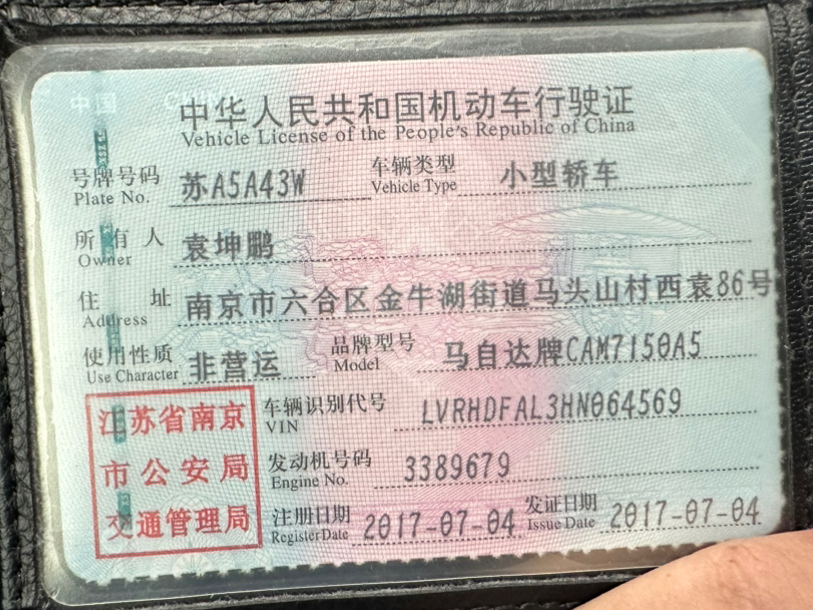 中国 CHINA
中华人民共和国机动车行驶证
Vehicle License of the People's Republic of China
号牌号码 苏A5A43W 车辆类型 小型轿车
Plate No. Vehicle Type
所有人 袁坤鹏
Owner
住址 南京市六合区金牛湖街道马头山村西袁86号
Address
使用性质 非营运 品牌型号 马自达牌CAM7150A5
Use Character Model
江苏省南京 车辆识别代号 LVRHDFAL3HN064569
VIN
市公安局 发动机号码 3389679
Engine No.
交通管理局 注册日期 2017-07-04 发证日期 2017-07-04
Register Date Issue Date